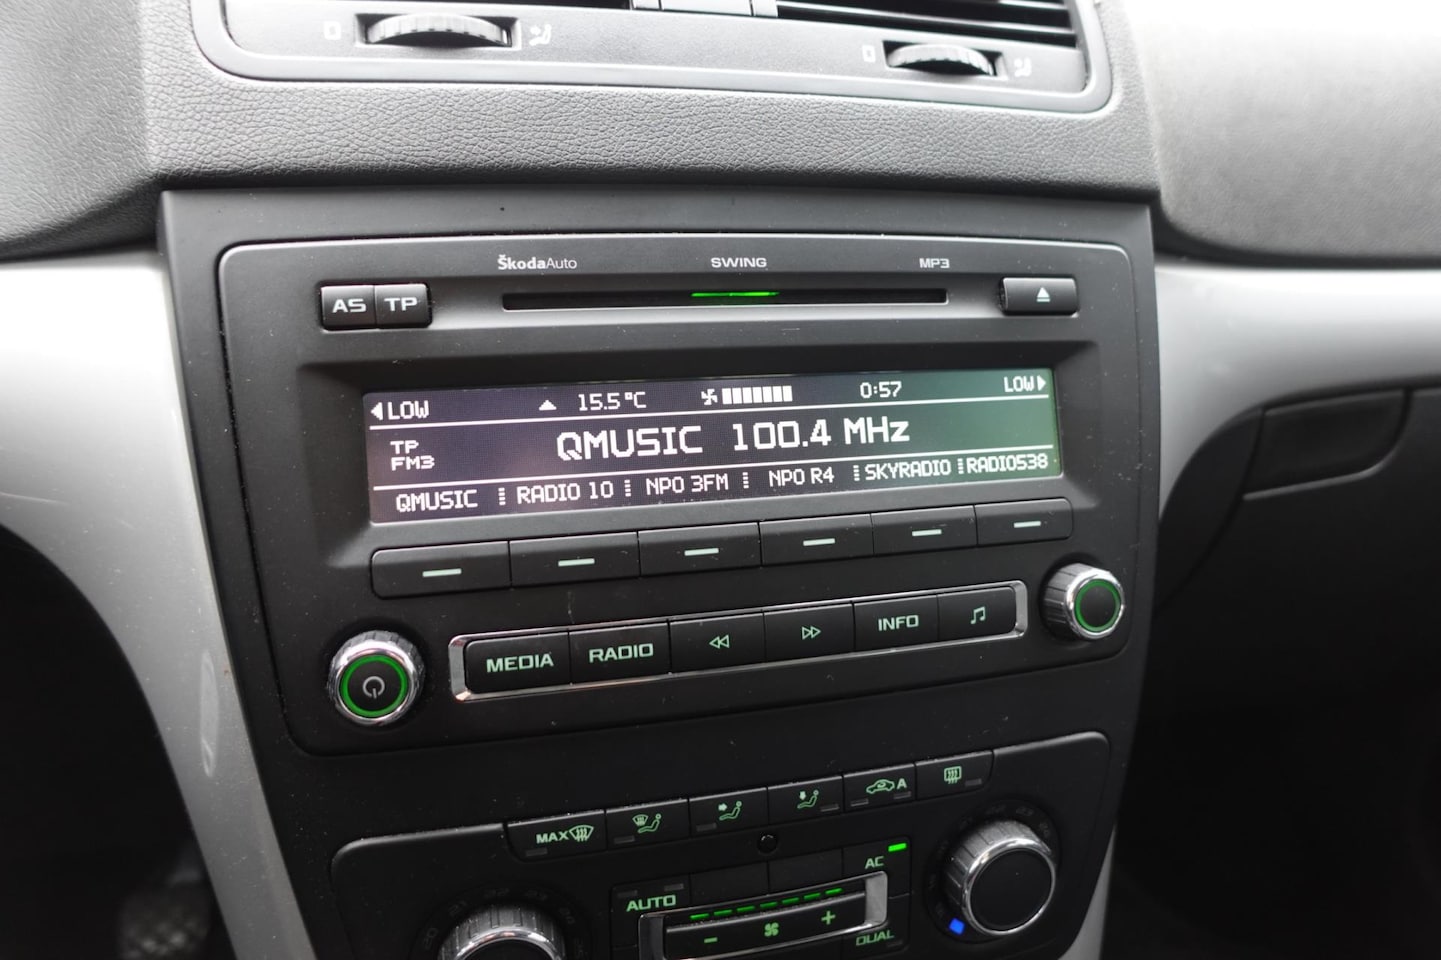 ŠkodaAuto SWING MP3
AS TP
LOW 15.5°C 0:57 LOW
TP
FM3
QMUSIC 100.4 MHz
QMUSIC RADIO 10 NPO 3FM NPO R4 SKYRADIO RADIO538
MEDIA RADIO INFO
MAX A
AC
AUTO
- +
DUAL